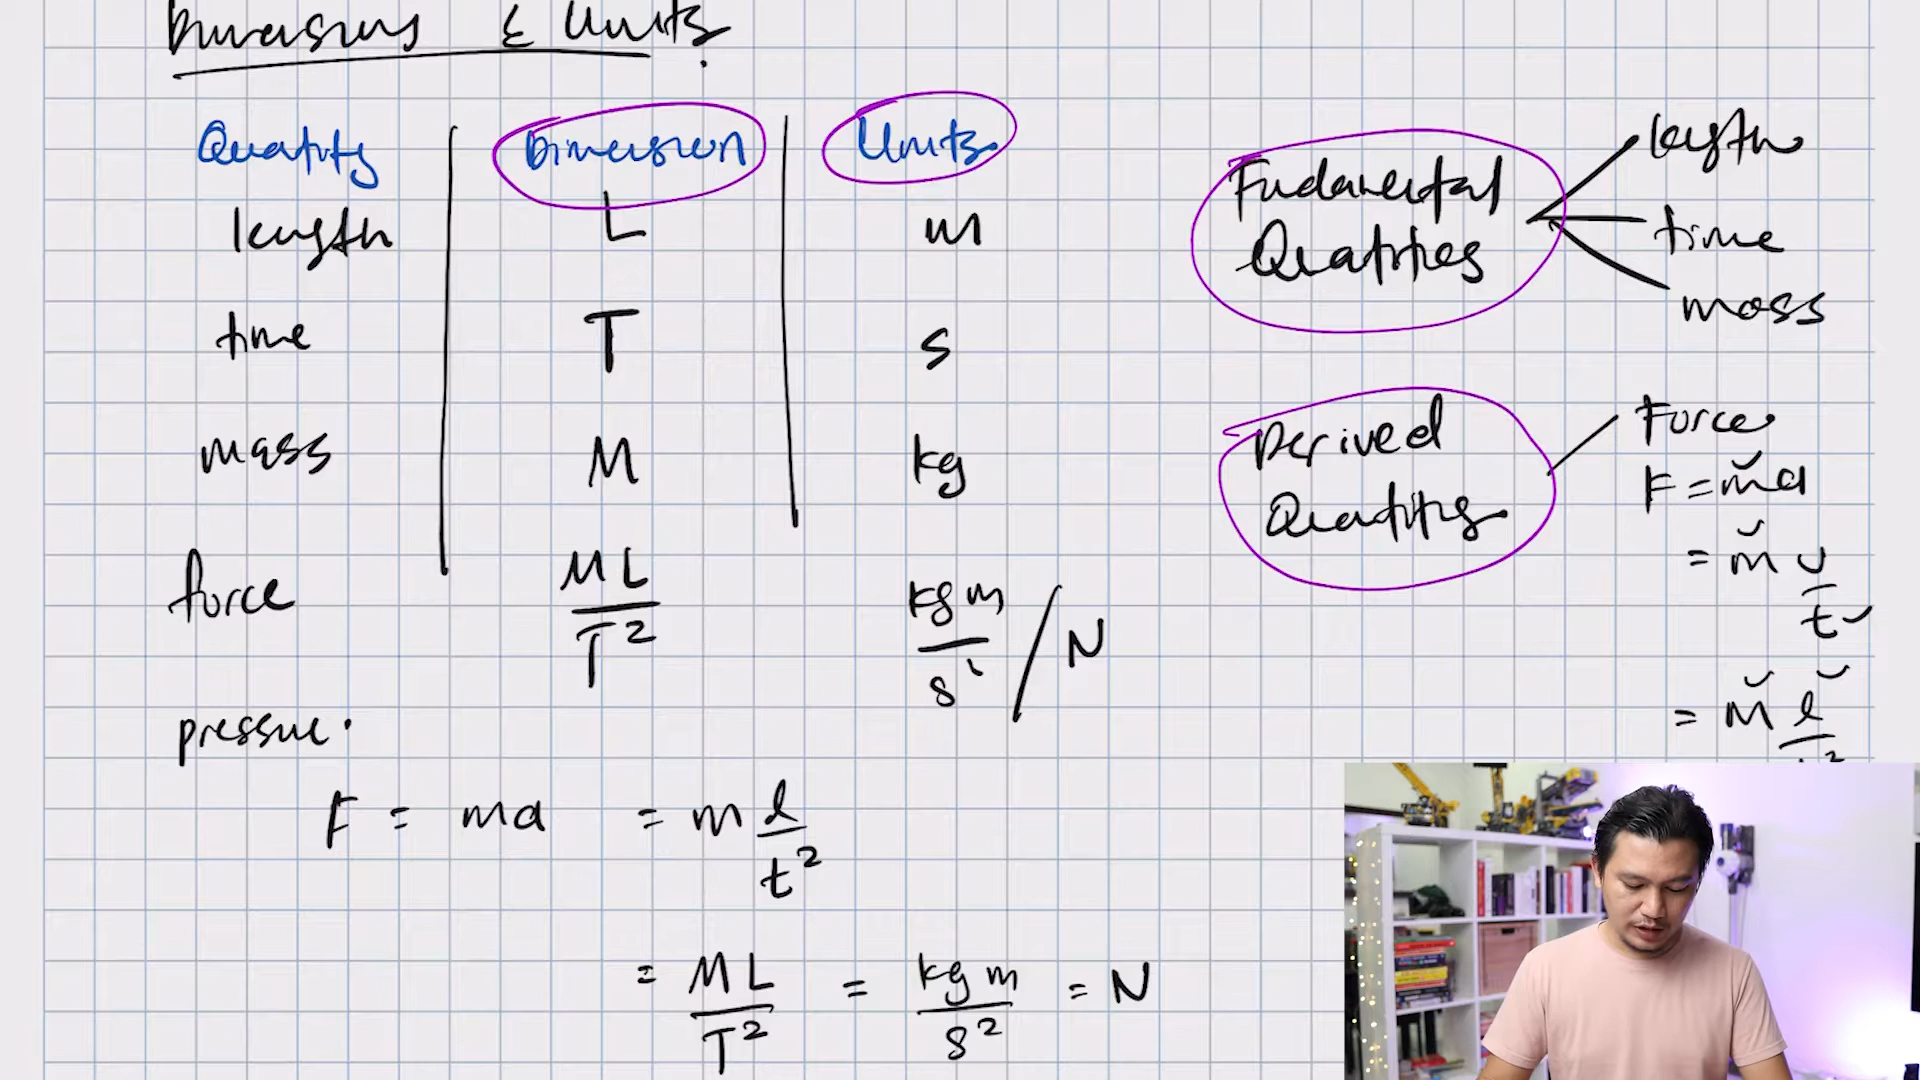 Dimensions & Units.
Quantity Dimension Units
length L m
time T s
mass M kg
force ML/T² kg m/s² / N
pressure.
F = ma = m l/t²
= ML/T² = kg m/s² = N
Fundamental
Quantities
length
time
mass
Derived
Quantities
Force
F = ma
= m v/t
= m l/t²